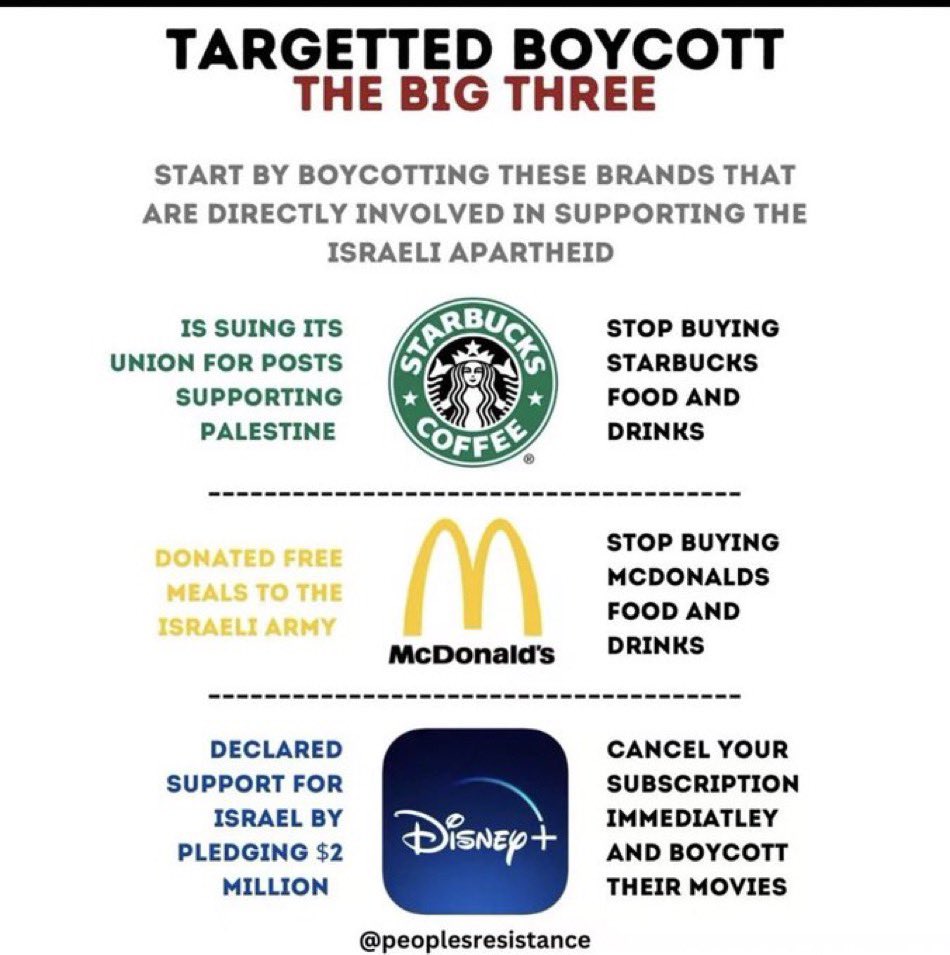 TARGETTED BOYCOTT
THE BIG THREE
START BY BOYCOTTING THESE BRANDS THAT
ARE DIRECTLY INVOLVED IN SUPPORTING THE
ISRAELI APARTHEID
IS SUING ITS
UNION FOR POSTS
SUPPORTING
PALESTINE
STARBUCKS
COFFEE
®
STOP BUYING
STARBUCKS
FOOD AND
DRINKS
DONATED FREE
MEALS TO THE
ISRAELI ARMY
McDonald's
STOP BUYING
MCDONALDS
FOOD AND
DRINKS
DECLARED
SUPPORT FOR
ISRAEL BY
PLEDGING $2
MILLION
Disney+
CANCEL YOUR
SUBSCRIPTION
IMMEDIATLEY
AND BOYCOTT
THEIR MOVIES
@peoplesresistance